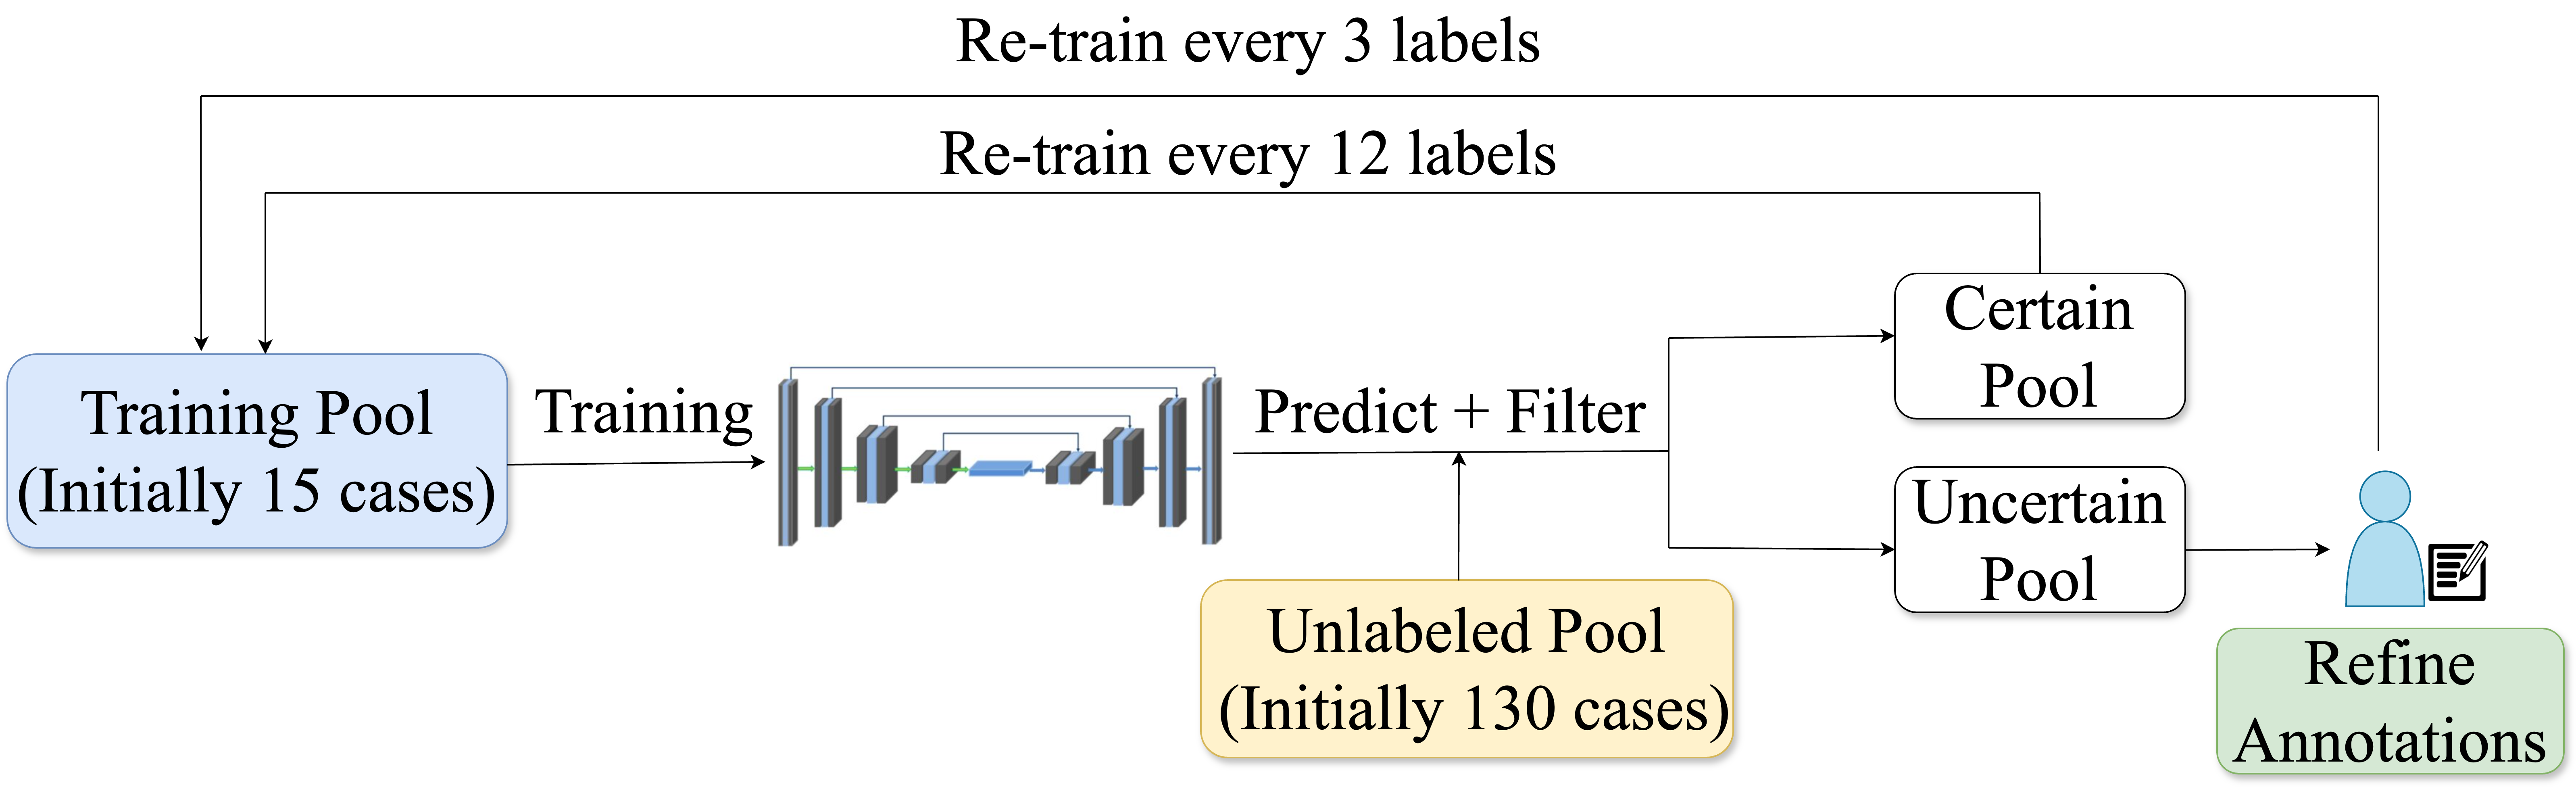 Re-train every 3 labels
Re-train every 12 labels
Training Pool
(Initially 15 cases)
Training
Predict + Filter
Certain
Pool
Uncertain
Pool
Unlabeled Pool
(Initially 130 cases)
Refine
Annotations